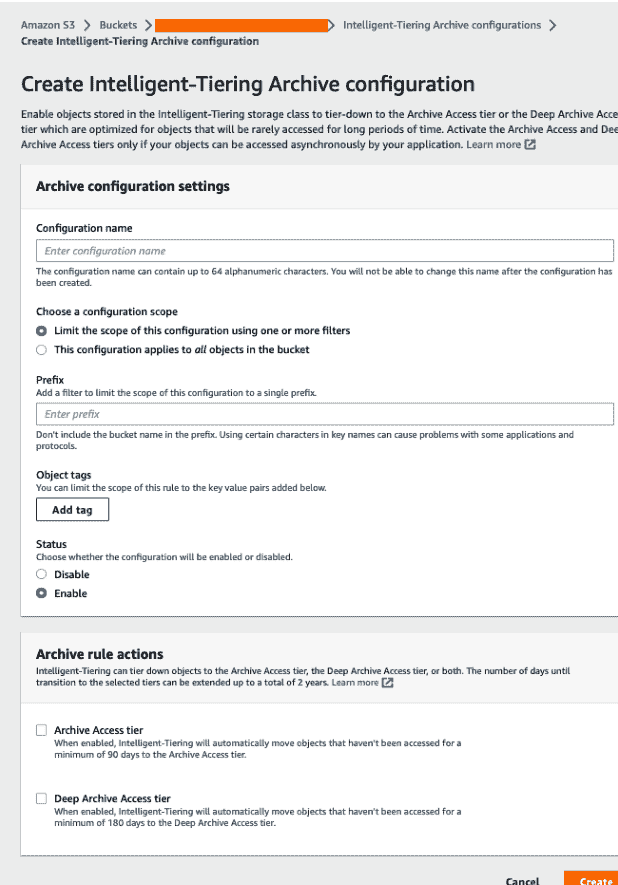 Amazon S3 > Buckets > > Intelligent-Tiering Archive configurations >
Create Intelligent-Tiering Archive configuration
Create Intelligent-Tiering Archive configuration
Enable objects stored in the Intelligent-Tiering storage class to tier-down to the Archive Access tier or the Deep Archive Acce
tier which are optimized for objects that will be rarely accessed for long periods of time. Activate the Archive Access and Dee
Archive Access tiers only if your objects can be accessed asynchronously by your application. Learn more
Archive configuration settings
Configuration name
Enter configuration name
The configuration name can contain up to 64 alphanumeric characters. You will not be able to change this name after the configuration has
been created.
Choose a configuration scope
Limit the scope of this configuration using one or more filters
This configuration applies to all objects in the bucket
Prefix
Add a filter to limit the scope of this configuration to a single prefix.
Enter prefix
Don't include the bucket name in the prefix. Using certain characters in key names can cause problems with some applications and
protocols.
Object tags
You can limit the scope of this rule to the key value pairs added below.
Add tag
Status
Choose whether the configuration will be enabled or disabled.
Disable
Enable
Archive rule actions
Intelligent-Tiering can tier down objects to the Archive Access tier, the Deep Archive Access tier, or both. The number of days until
transition to the selected tiers can be extended up to a total of 2 years. Learn more
Archive Access tier
When enabled, Intelligent-Tiering will automatically move objects that haven't been accessed for a
minimum of 90 days to the Archive Access tier.
Deep Archive Access tier
When enabled, Intelligent-Tiering will automatically move objects that haven't been accessed for a
minimum of 180 days to the Deep Archive Access tier.
Cancel Create